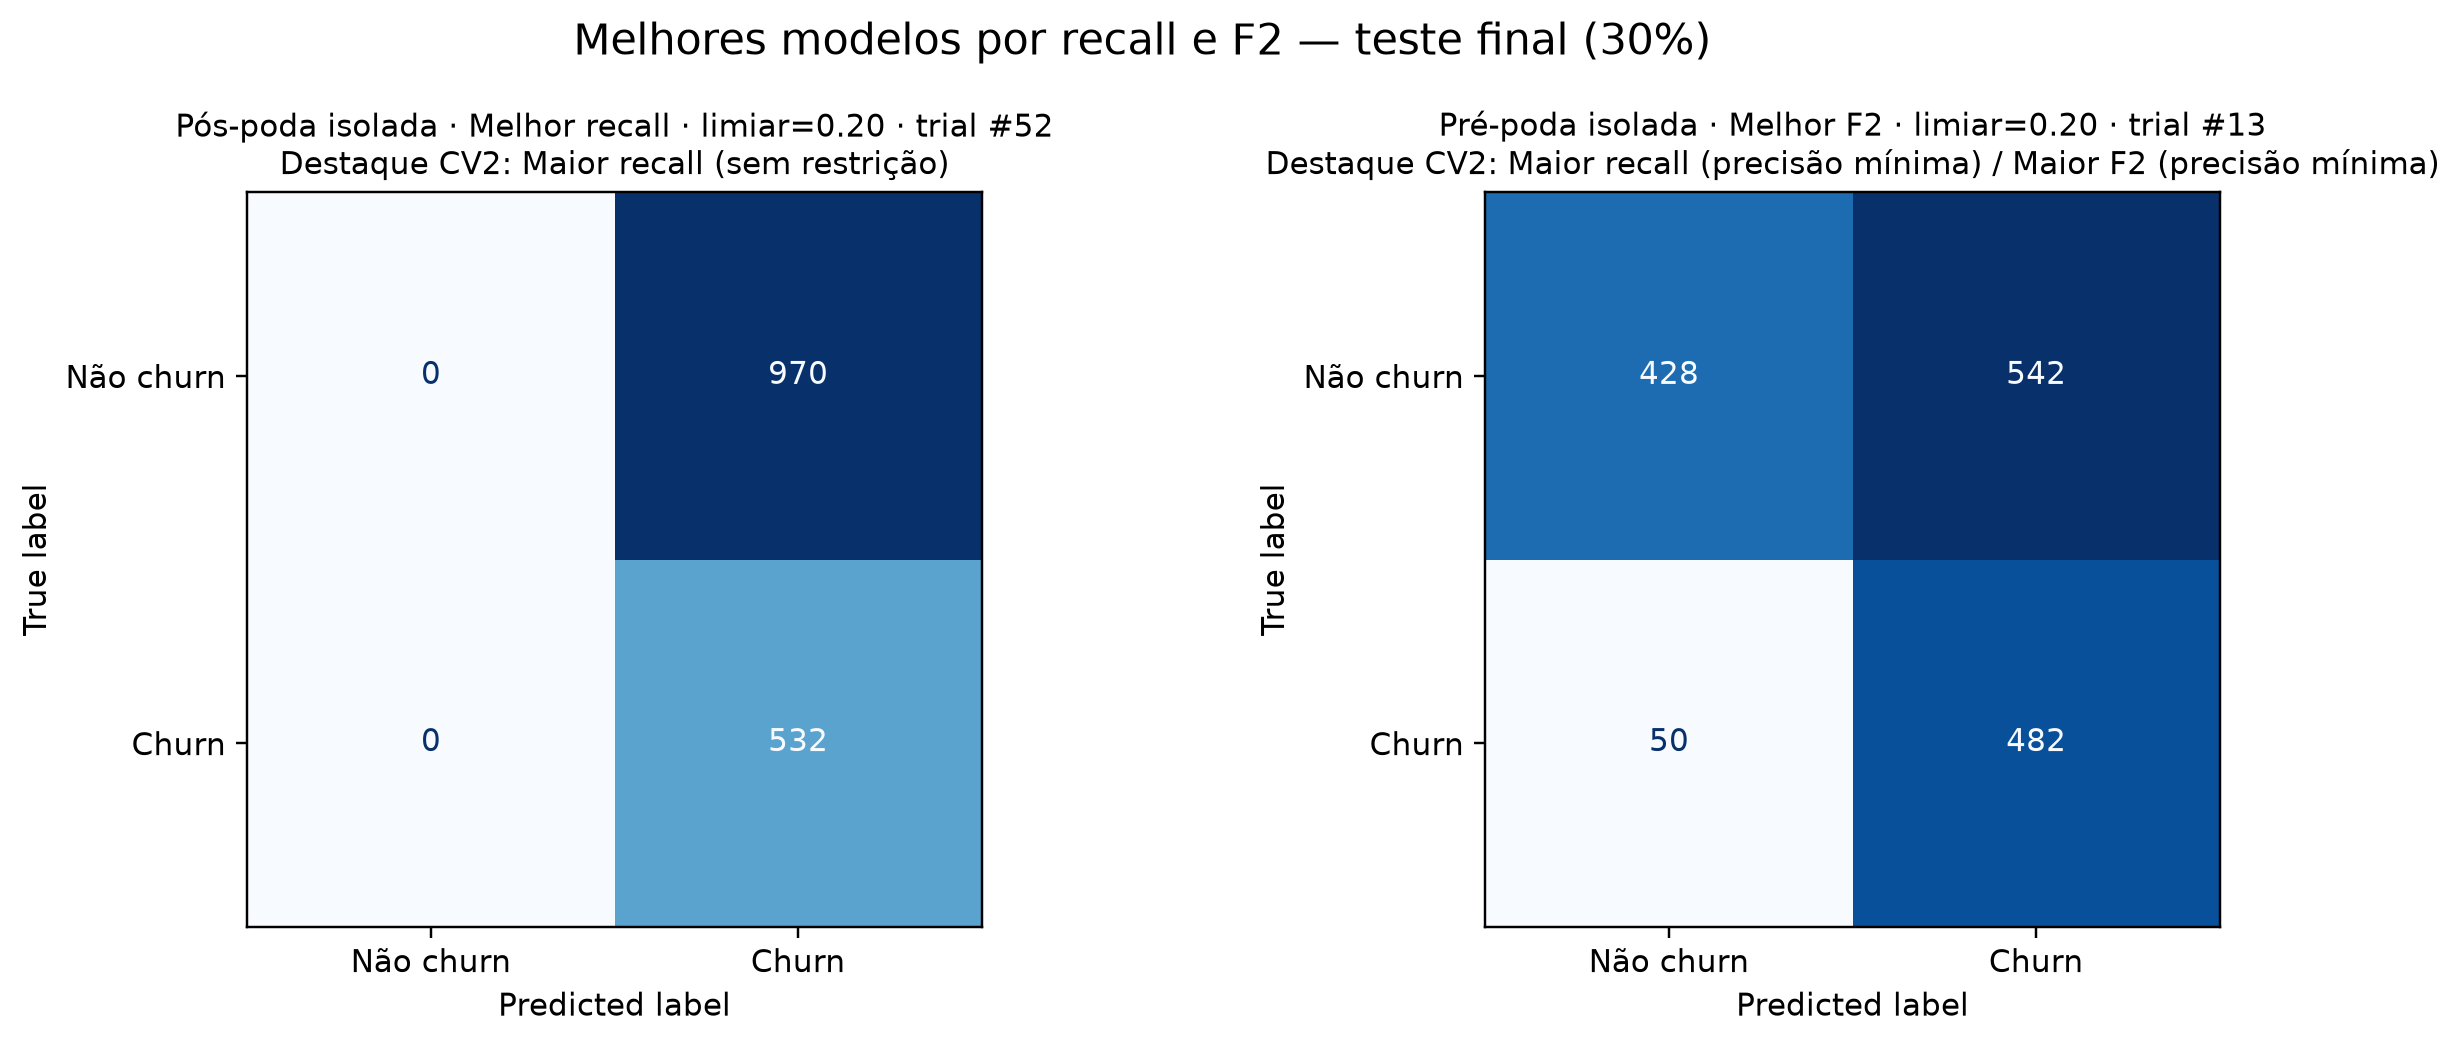 Melhores modelos por recall e F2 — teste final (30%)
Pós-poda isolada · Melhor recall · limiar=0.20 · trial #52
Destaque CV2: Maior recall (sem restrição)
True label
Não churn
0
970
Churn
0
532
Não churn
Churn
Predicted label
Pré-poda isolada · Melhor F2 · limiar=0.20 · trial #13
Destaque CV2: Maior recall (precisão mínima) / Maior F2 (precisão mínima)
True label
Não churn
428
542
Churn
50
482
Não churn
Churn
Predicted label